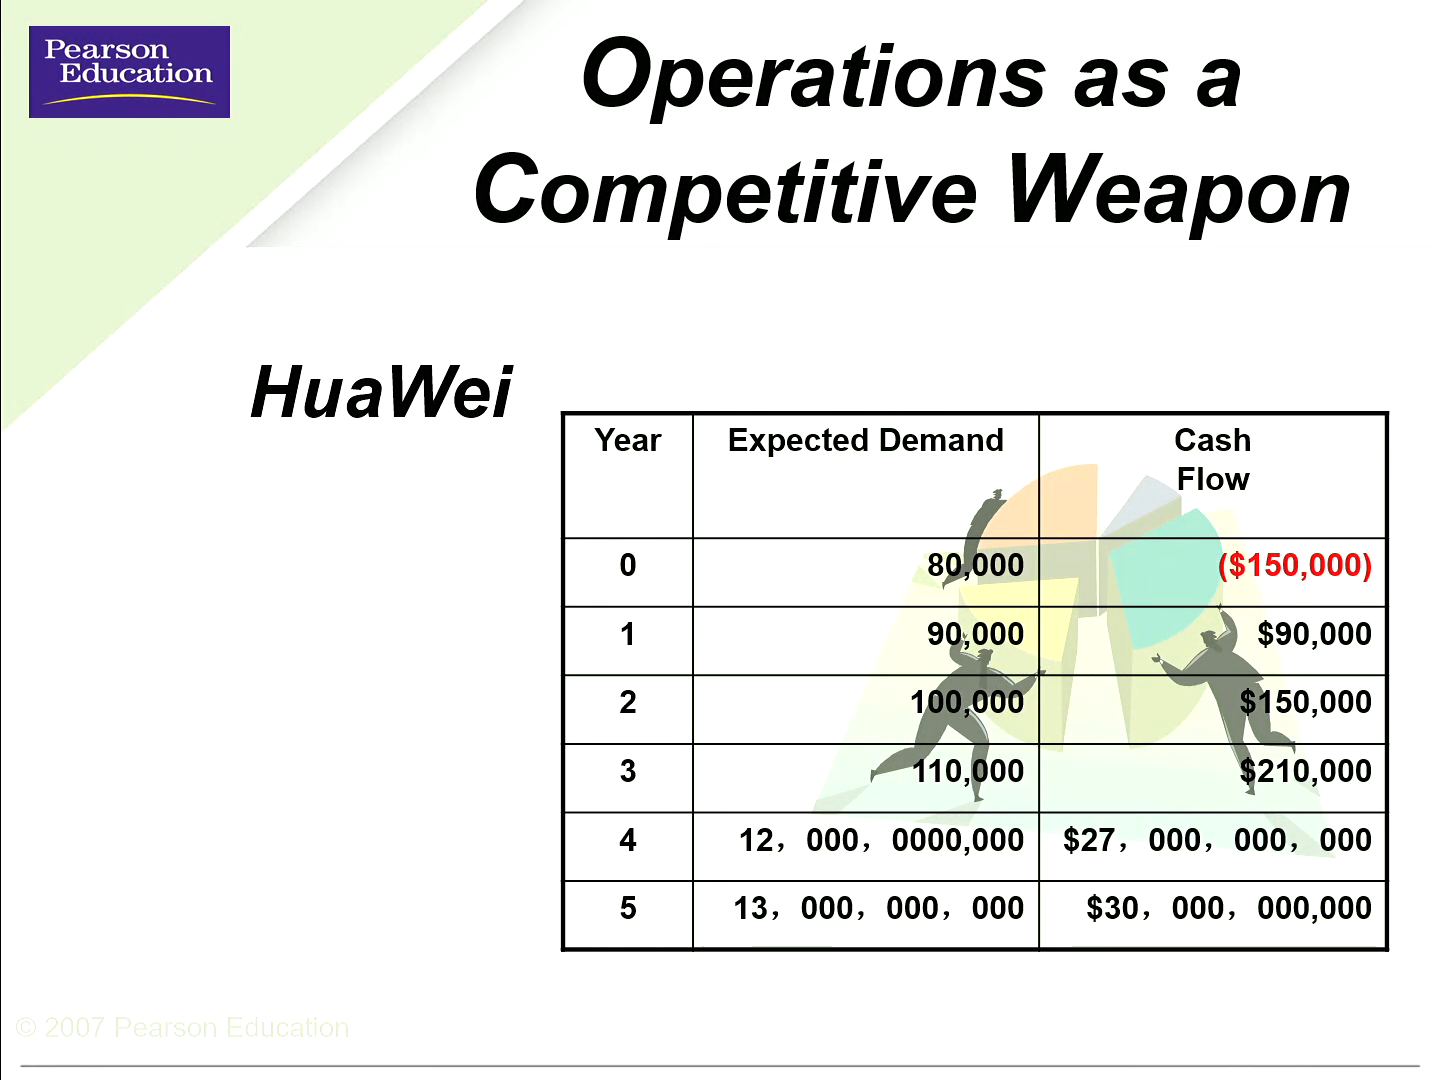 Pearson
Education
Operations as a
Competitive Weapon
HuaWei
Year Expected Demand Cash
Flow
0 80,000 ($150,000)
1 90,000 $90,000
2 100,000 $150,000
3 110,000 $210,000
4 12，000，0000,000 $27，000，000，000
5 13，000，000，000 $30，000，000,000
© 2007 Pearson Education